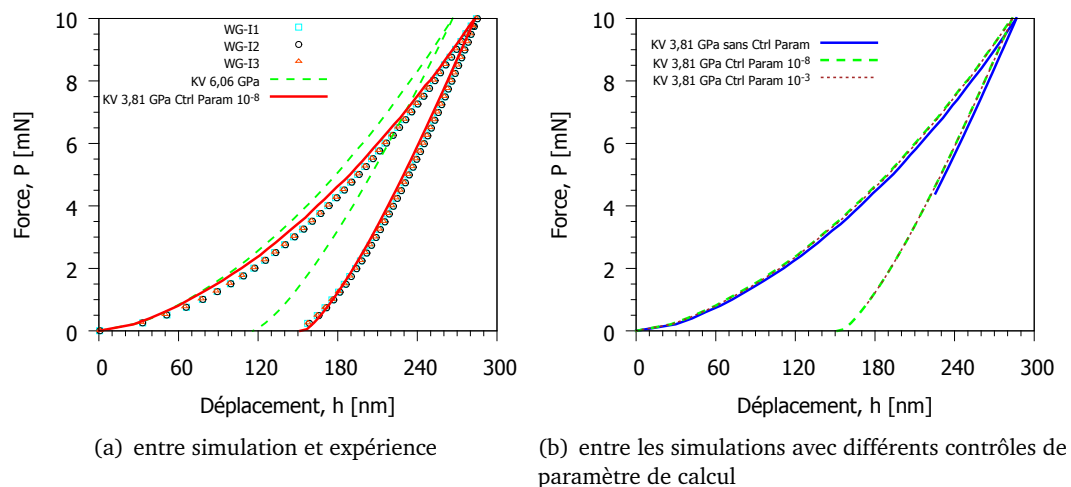 10
8
6
4
2
0
0
60
120
180
240
300
Force, P [mN]
Déplacement, h [nm]
WG-I1
WG-I2
WG-I3
KV 6,06 GPa
KV 3,81 GPa Ctrl Param 10⁻⁸
(a) entre simulation et expérience
10
8
6
4
2
0
0
60
120
180
240
300
Force, P [mN]
Déplacement, h [nm]
KV 3,81 GPa sans Ctrl Param
KV 3,81 GPa Ctrl Param 10⁻⁸
KV 3,81 GPa Ctrl Param 10⁻³
(b) entre les simulations avec différents contrôles de
paramètre de calcul